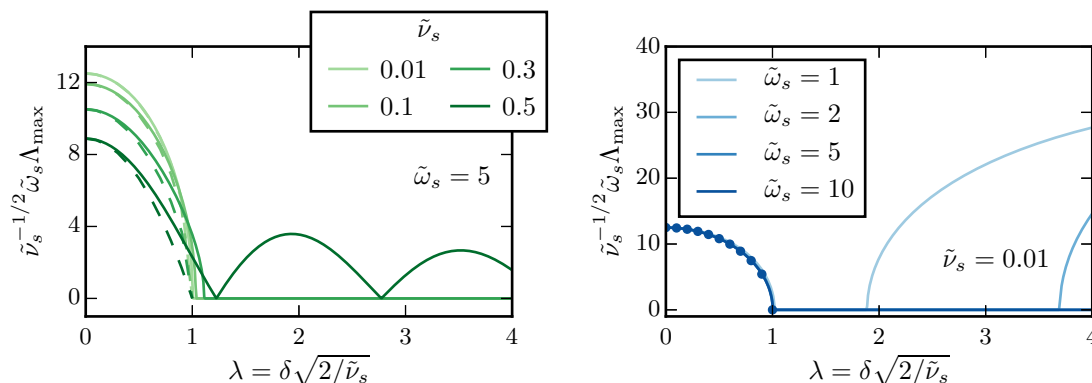 ν̃_s
0.01 0.3
0.1 0.5
ω̃_s = 5
12
8
4
0
0 1 2 3 4
λ = δ√(2/ν̃_s)
ν̃_s^{-1/2} ω̃_s Λ_max
ω̃_s = 1
ω̃_s = 2
ω̃_s = 5
ω̃_s = 10
ν̃_s = 0.01
40
30
20
10
0
0 1 2 3 4
λ = δ√(2/ν̃_s)
ν̃_s^{-1/2} ω̃_s Λ_max